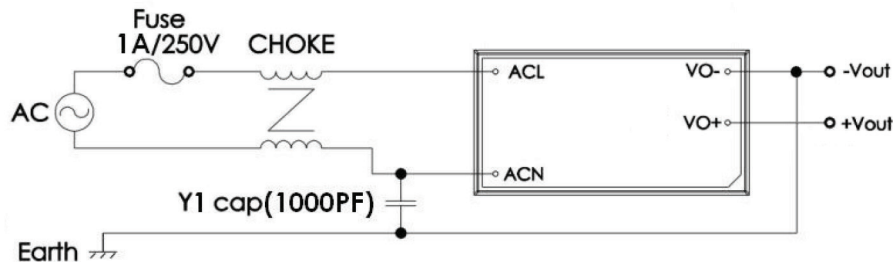 Fuse
1A/250V
CHOKE
ACL
VO-
-Vout
AC
VO+
+Vout
ACN
Y1 cap(1000PF)
Earth